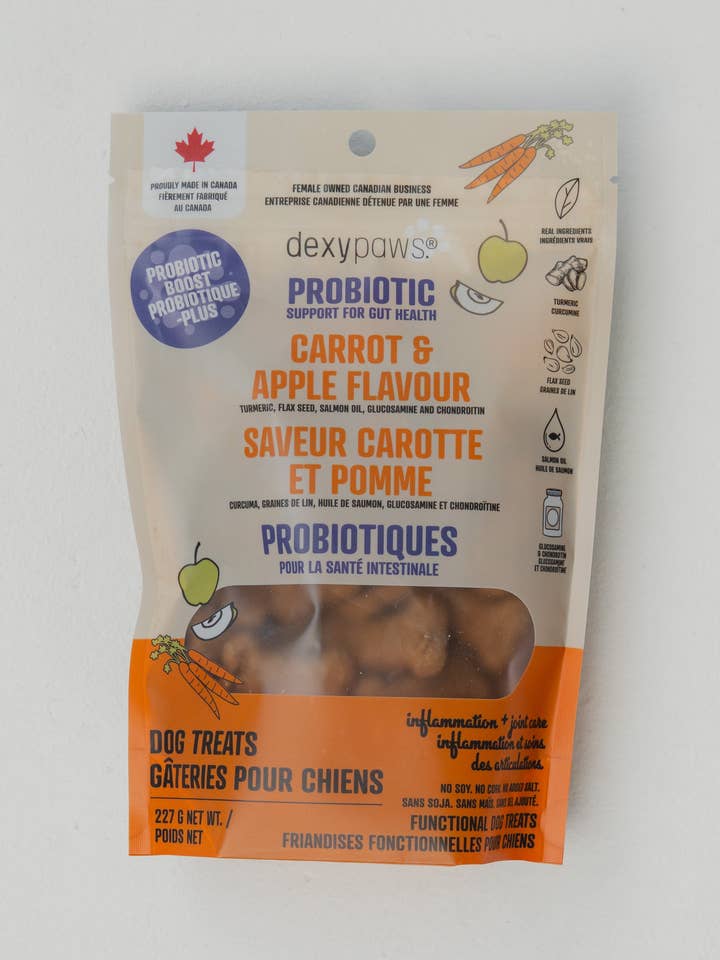 PROUDLY MADE IN CANADA
FIÈREMENT FABRIQUÉ
AU CANADA
FEMALE OWNED CANADIAN BUSINESS
ENTREPRISE CANADIENNE DÉTENUE PAR UNE FEMME
PROBIOTIC
BOOST
PROBIOTIQUE
-PLUS
dexypaws.®
PROBIOTIC
SUPPORT FOR GUT HEALTH
CARROT &
APPLE FLAVOUR
TURMERIC, FLAX SEED, SALMON OIL, GLUCOSAMINE AND CHONDROITIN
SAVEUR CAROTTE
ET POMME
CURCUMA, GRAINES DE LIN, HUILE DE SAUMON, GLUCOSAMINE ET CHONDROÏTINE
PROBIOTIQUES
POUR LA SANTÉ INTESTINALE
REAL INGREDIENTS
INGRÉDIENTS VRAIS
TURMERIC
CURCUMINE
FLAX SEED
GRAINES DE LIN
SALMON OIL
HUILE DE SAUMON
GLUCOSAMINE
& CHONDROTIN
GLUCOSAMINE
ET CHONDROÏTINE
inflammation + joint care
inflammation et soins
des articulations
DOG TREATS
GÂTERIES POUR CHIENS
227 G NET WT. /
POIDS NET
NO SOY. NO CORN. NO ADDED SALT.
SANS SOJA. SANS MAÏS. SANS SEL AJOUTÉ.
FUNCTIONAL DOG TREATS
FRIANDISES FONCTIONNELLES POUR CHIENS